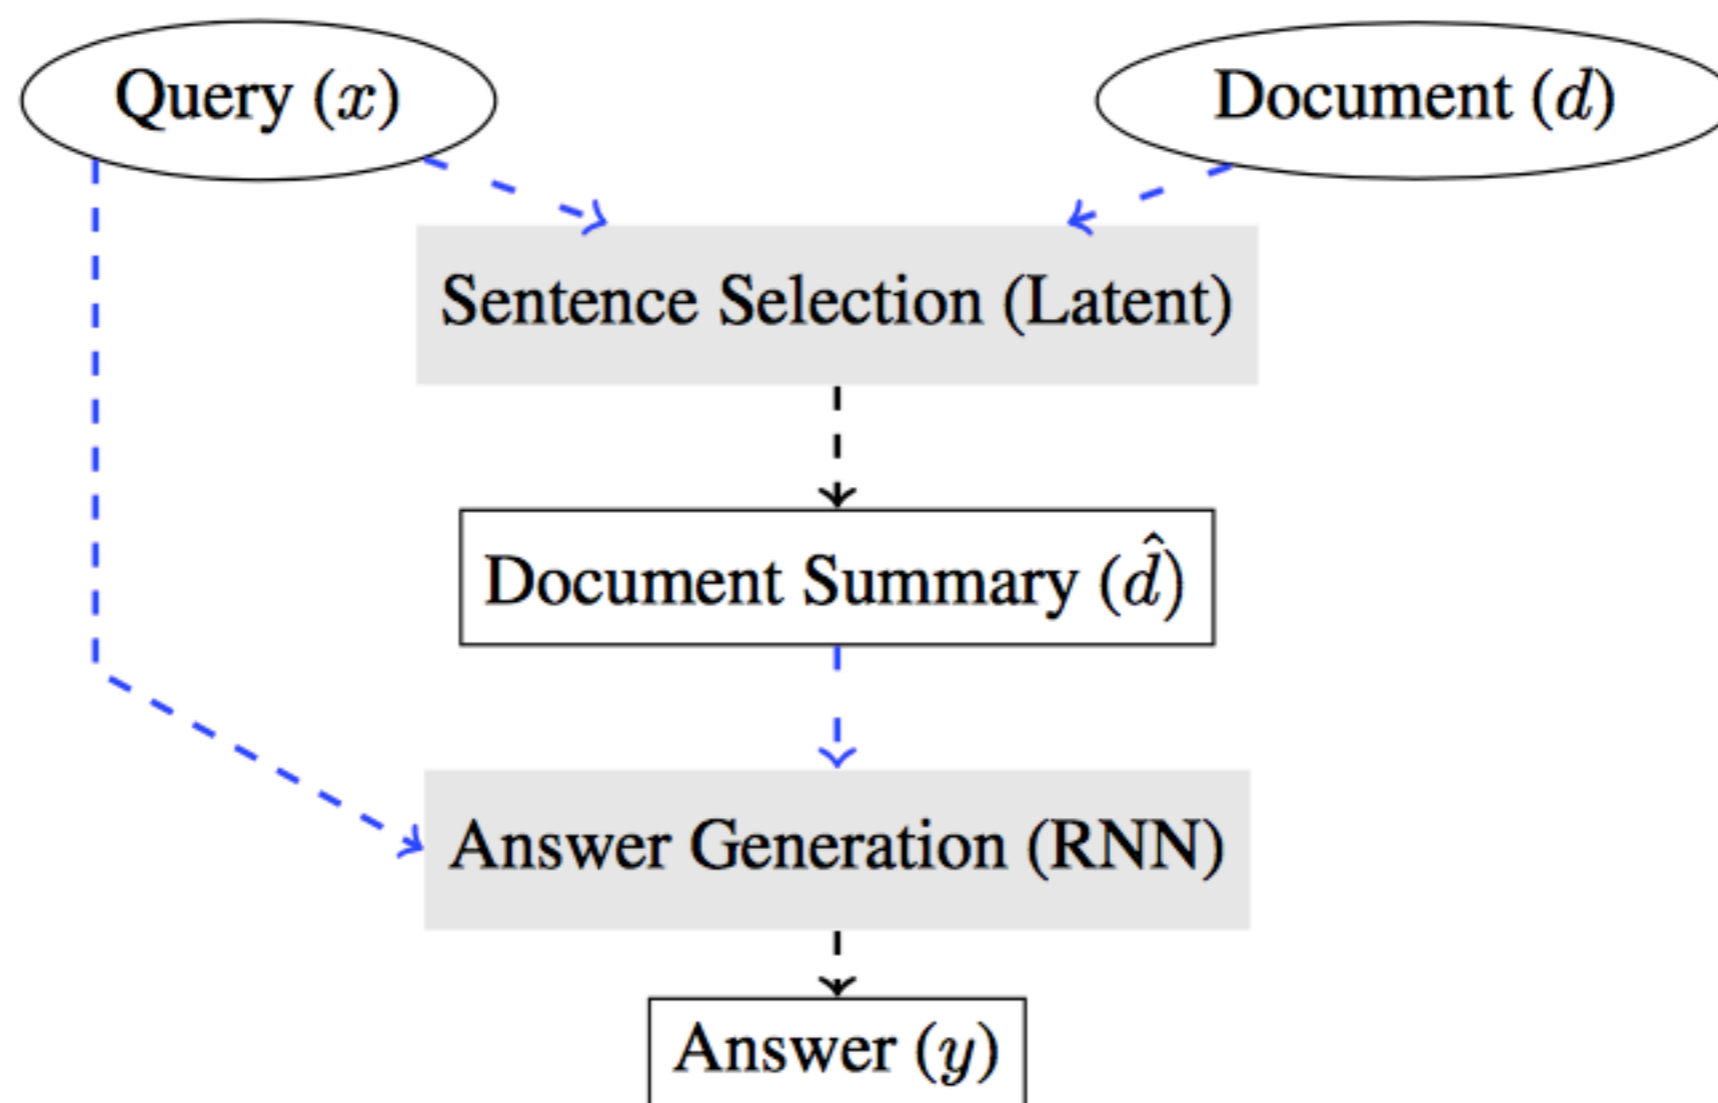 Query (x)
Document (d)
Sentence Selection (Latent)
Document Summary (d̂)
Answer Generation (RNN)
Answer (y)